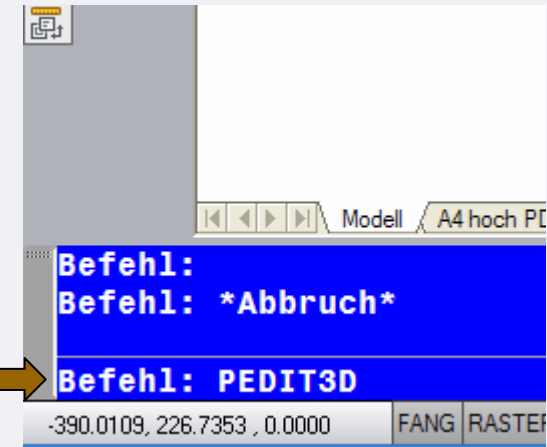 Modell A4 hoch PD
Befehl:
Befehl: *Abbruch*
Befehl: PEDIT3D
-390.0109, 226.7353 , 0.0000 FANG RASTER